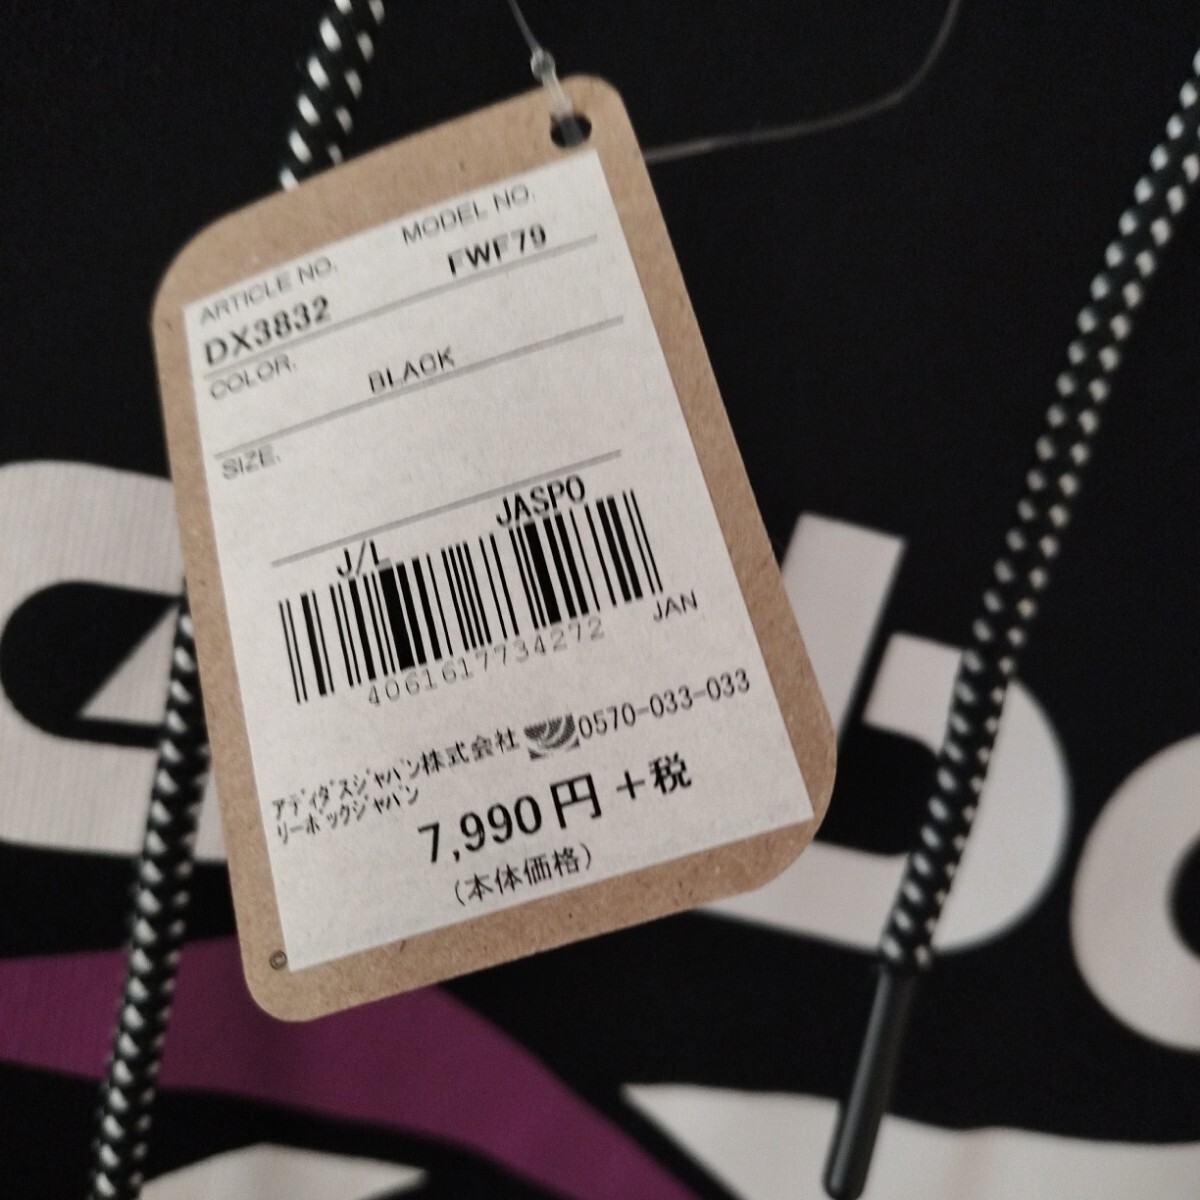 MODEL NO.
ARTICLE NO.
FWF79
DX3832
COLOR.
BLACK
SIZE.
JASPO
J/L
4061617734272
JAN
アディダスジャパン株式会社 0570-033-033
リーボックジャパン
7,990円+税
(本体価格)
©